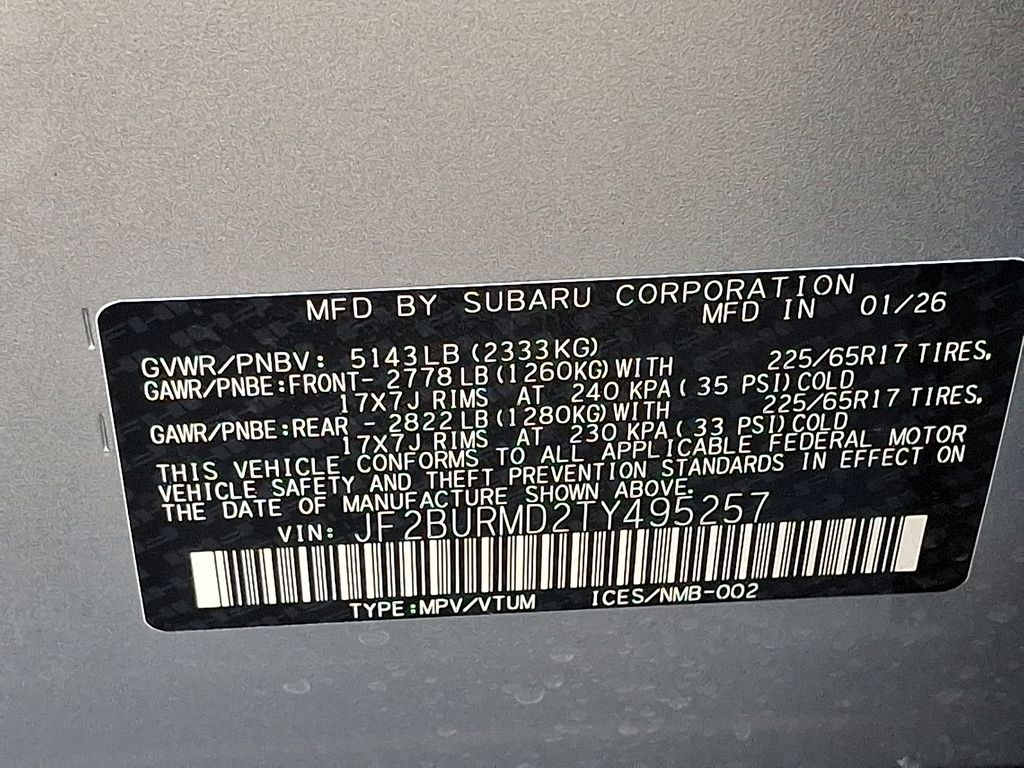 MFD BY SUBARU CORPORATION
MFD IN 01/26
GVWR/PNBV: 5143LB (2333KG)
GAWR/PNBE:FRONT- 2778 LB (1260KG) WITH 225/65R17 TIRES,
17X7J RIMS AT 240 KPA ( 35 PSI) COLD
GAWR/PNBE:REAR - 2822 LB (1280KG) WITH 225/65R17 TIRES,
17X7J RIMS AT 230 KPA ( 33 PSI) COLD
THIS VEHICLE CONFORMS TO ALL APPLICABLE FEDERAL MOTOR
VEHICLE SAFETY AND THEFT PREVENTION STANDARDS IN EFFECT ON
THE DATE OF MANUFACTURE SHOWN ABOVE.
VIN: JF2BURMD2TY495257
TYPE:MPV/VTUM ICES/NMB-002